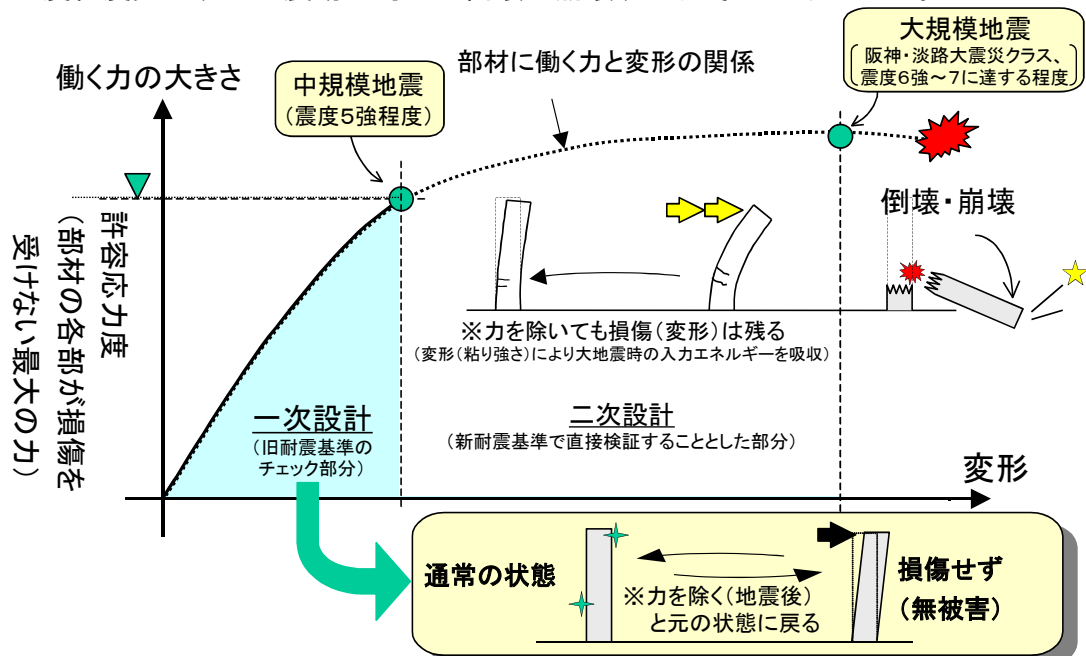 働く力の大きさ
中規模地震
(震度5強程度)
部材に働く力と変形の関係
大規模地震
阪神・淡路大震災クラス、
震度6強~7に達する程度
許容応力度
(部材の各部が損傷を
受けない最大の力)
倒壊・崩壊
※力を除いても損傷(変形)は残る
(変形(粘り強さ)により大地震時の入力エネルギーを吸収)
一次設計
(旧耐震基準の
チェック部分)
二次設計
(新耐震基準で直接検証することとした部分)
変形
通常の状態
※力を除く(地震後)
と元の状態に戻る
損傷せず
(無被害)